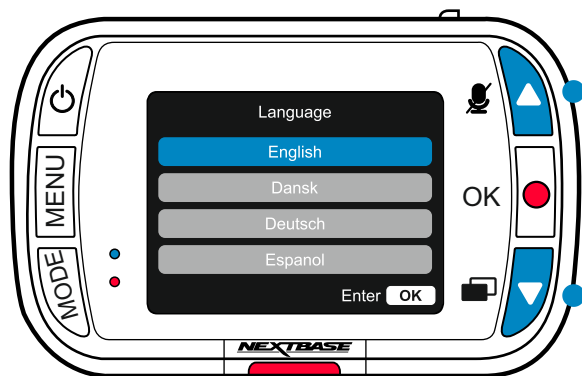 Language
English
Dansk
Deutsch
Espanol
Enter OK
MENU
MODE
OK
NEXTBASE